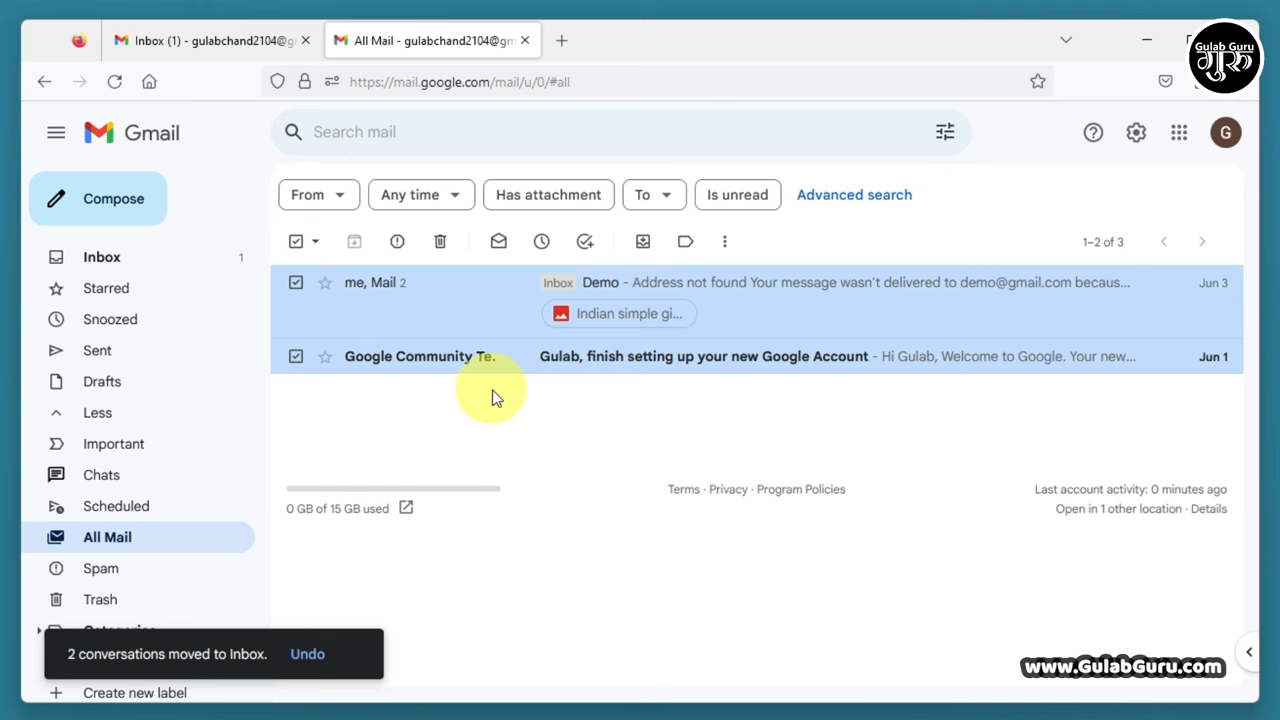 Inbox (1) - gulabchand2104@g
All Mail - gulabchand2104@gm
Gulab Guru
गुरु
https://mail.google.com/mail/u/0/#all
Gmail
Search mail
G
Compose
From
Any time
Has attachment
To
Is unread
Advanced search
1–2 of 3
Inbox 1
Starred
Snoozed
Sent
Drafts
Less
Important
Chats
Scheduled
All Mail
Spam
Trash
me, Mail 2
Inbox Demo - Address not found Your message wasn't delivered to demo@gmail.com becaus...
Jun 3
Indian simple gi...
Google Community Te.
Gulab, finish setting up your new Google Account - Hi Gulab, Welcome to Google. Your new...
Jun 1
0 GB of 15 GB used
Terms · Privacy · Program Policies
Last account activity: 0 minutes ago
Open in 1 other location · Details
2 conversations moved to Inbox. Undo
Create new label
www.GulabGuru.com